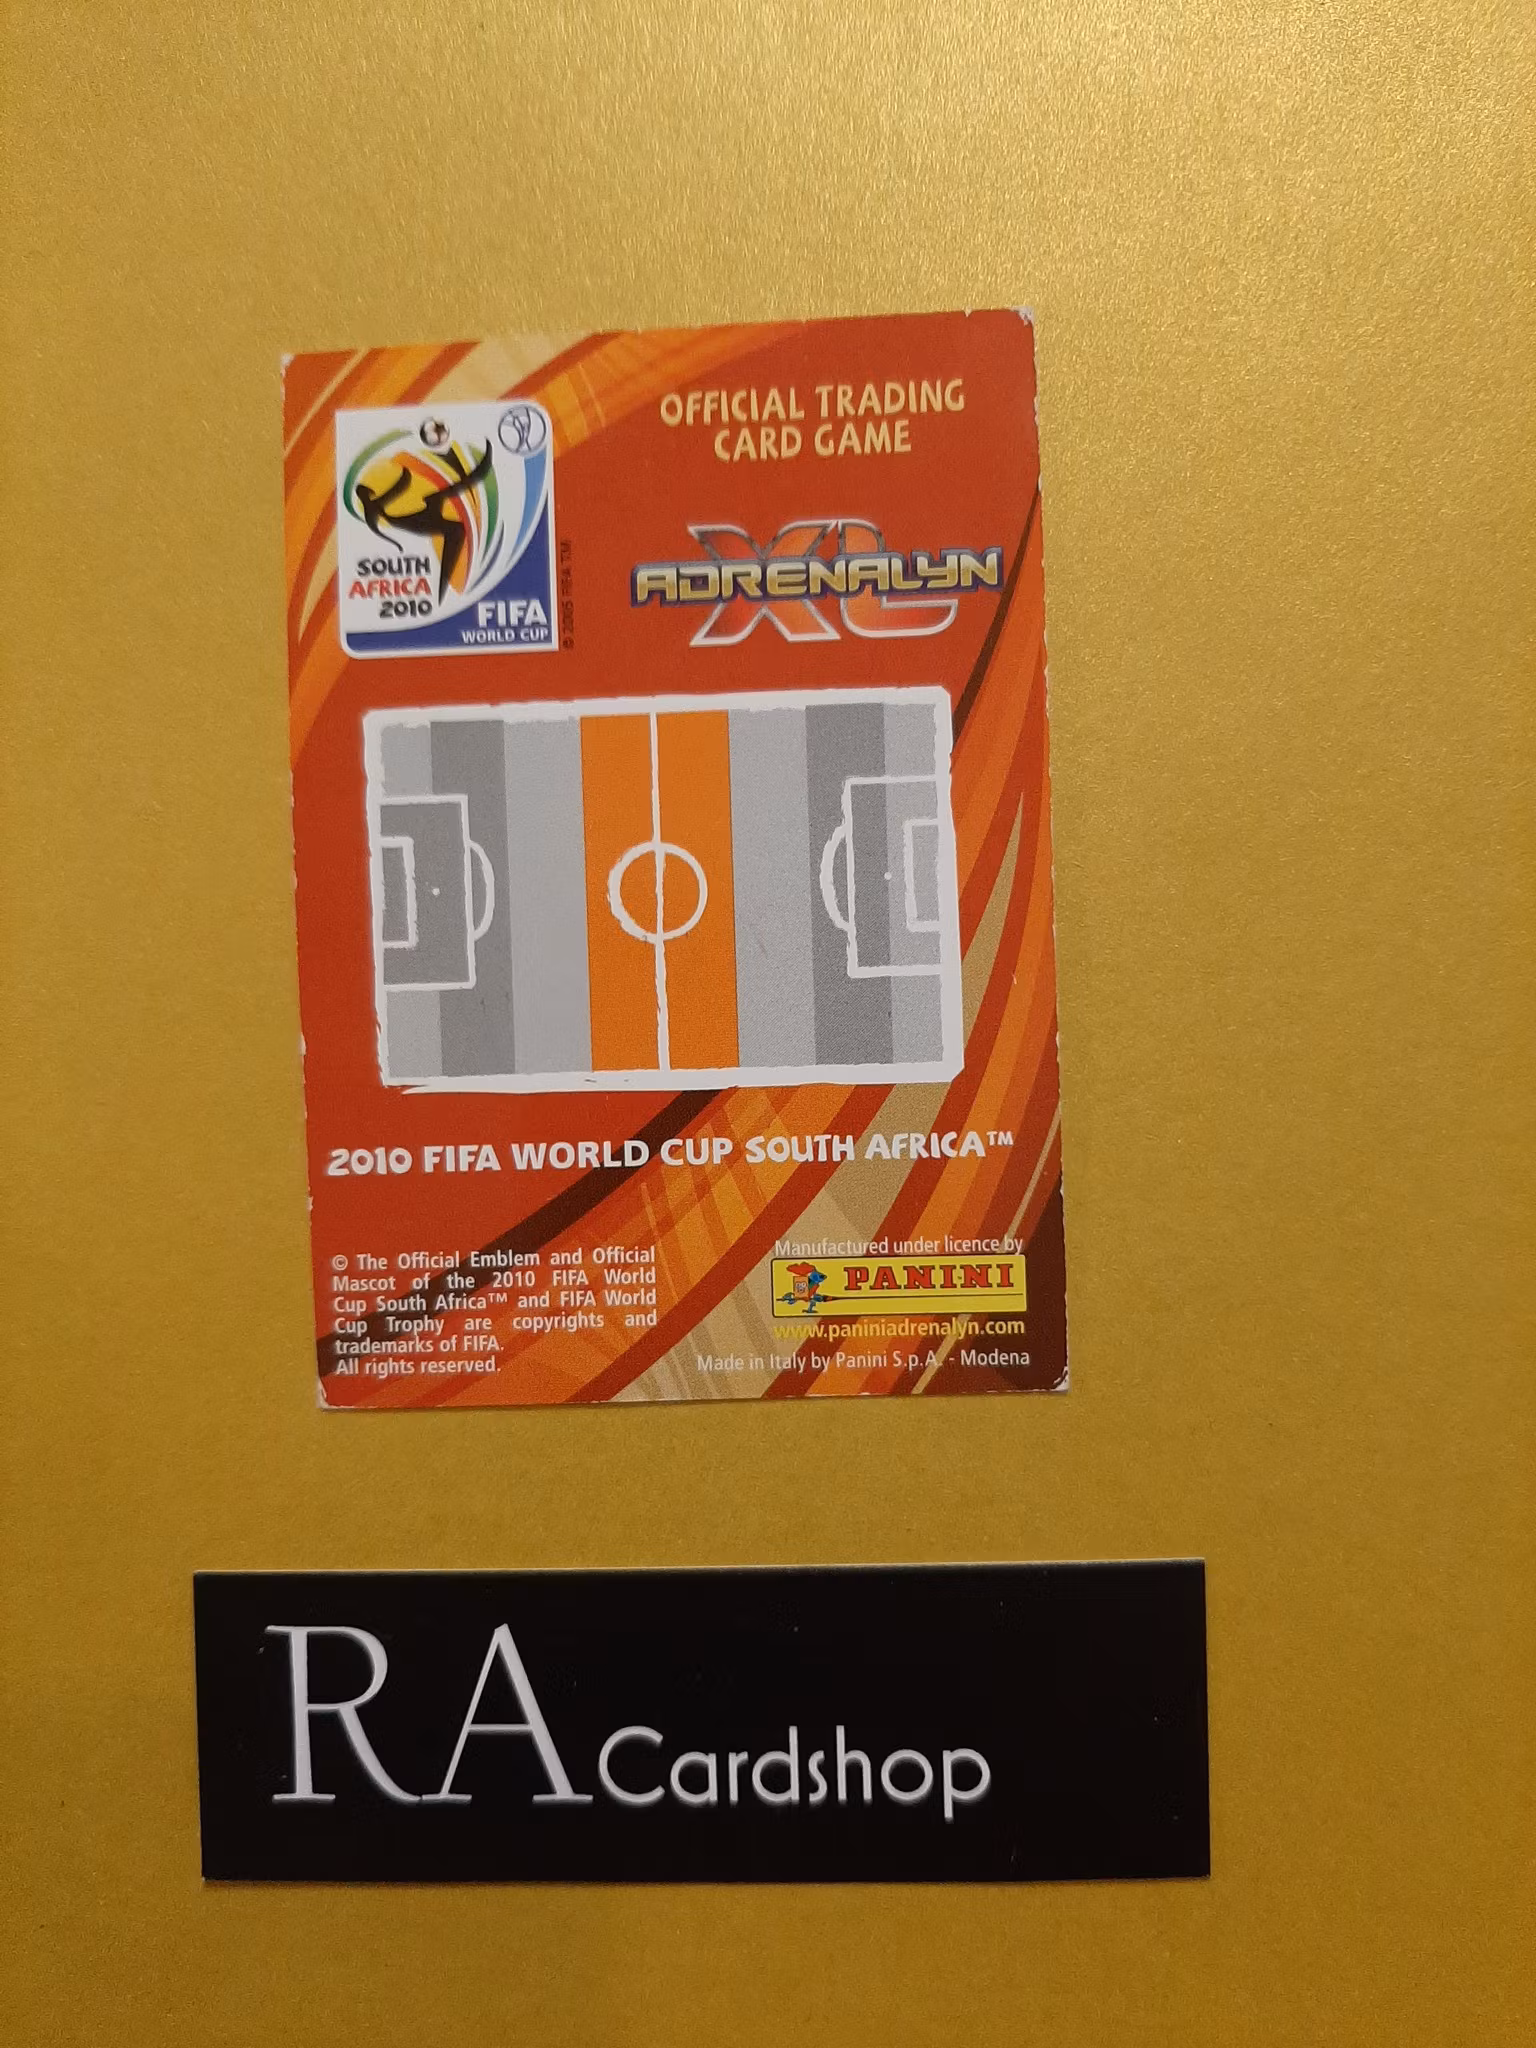 OFFICIAL TRADING
CARD GAME
SOUTH
AFRICA
2010
FIFA
WORLD CUP
© 2005 FIFA TM
ADRENALYN
XL
2010 FIFA WORLD CUP SOUTH AFRICA™
© The Official Emblem and Official
Mascot of the 2010 FIFA World
Cup South Africa™ and FIFA World
Cup Trophy are copyrights and
trademarks of FIFA.
All rights reserved.
Manufactured under licence by
PANINI
www.paniniadrenalyn.com
Made in Italy by Panini S.p.A. - Modena
RA Cardshop